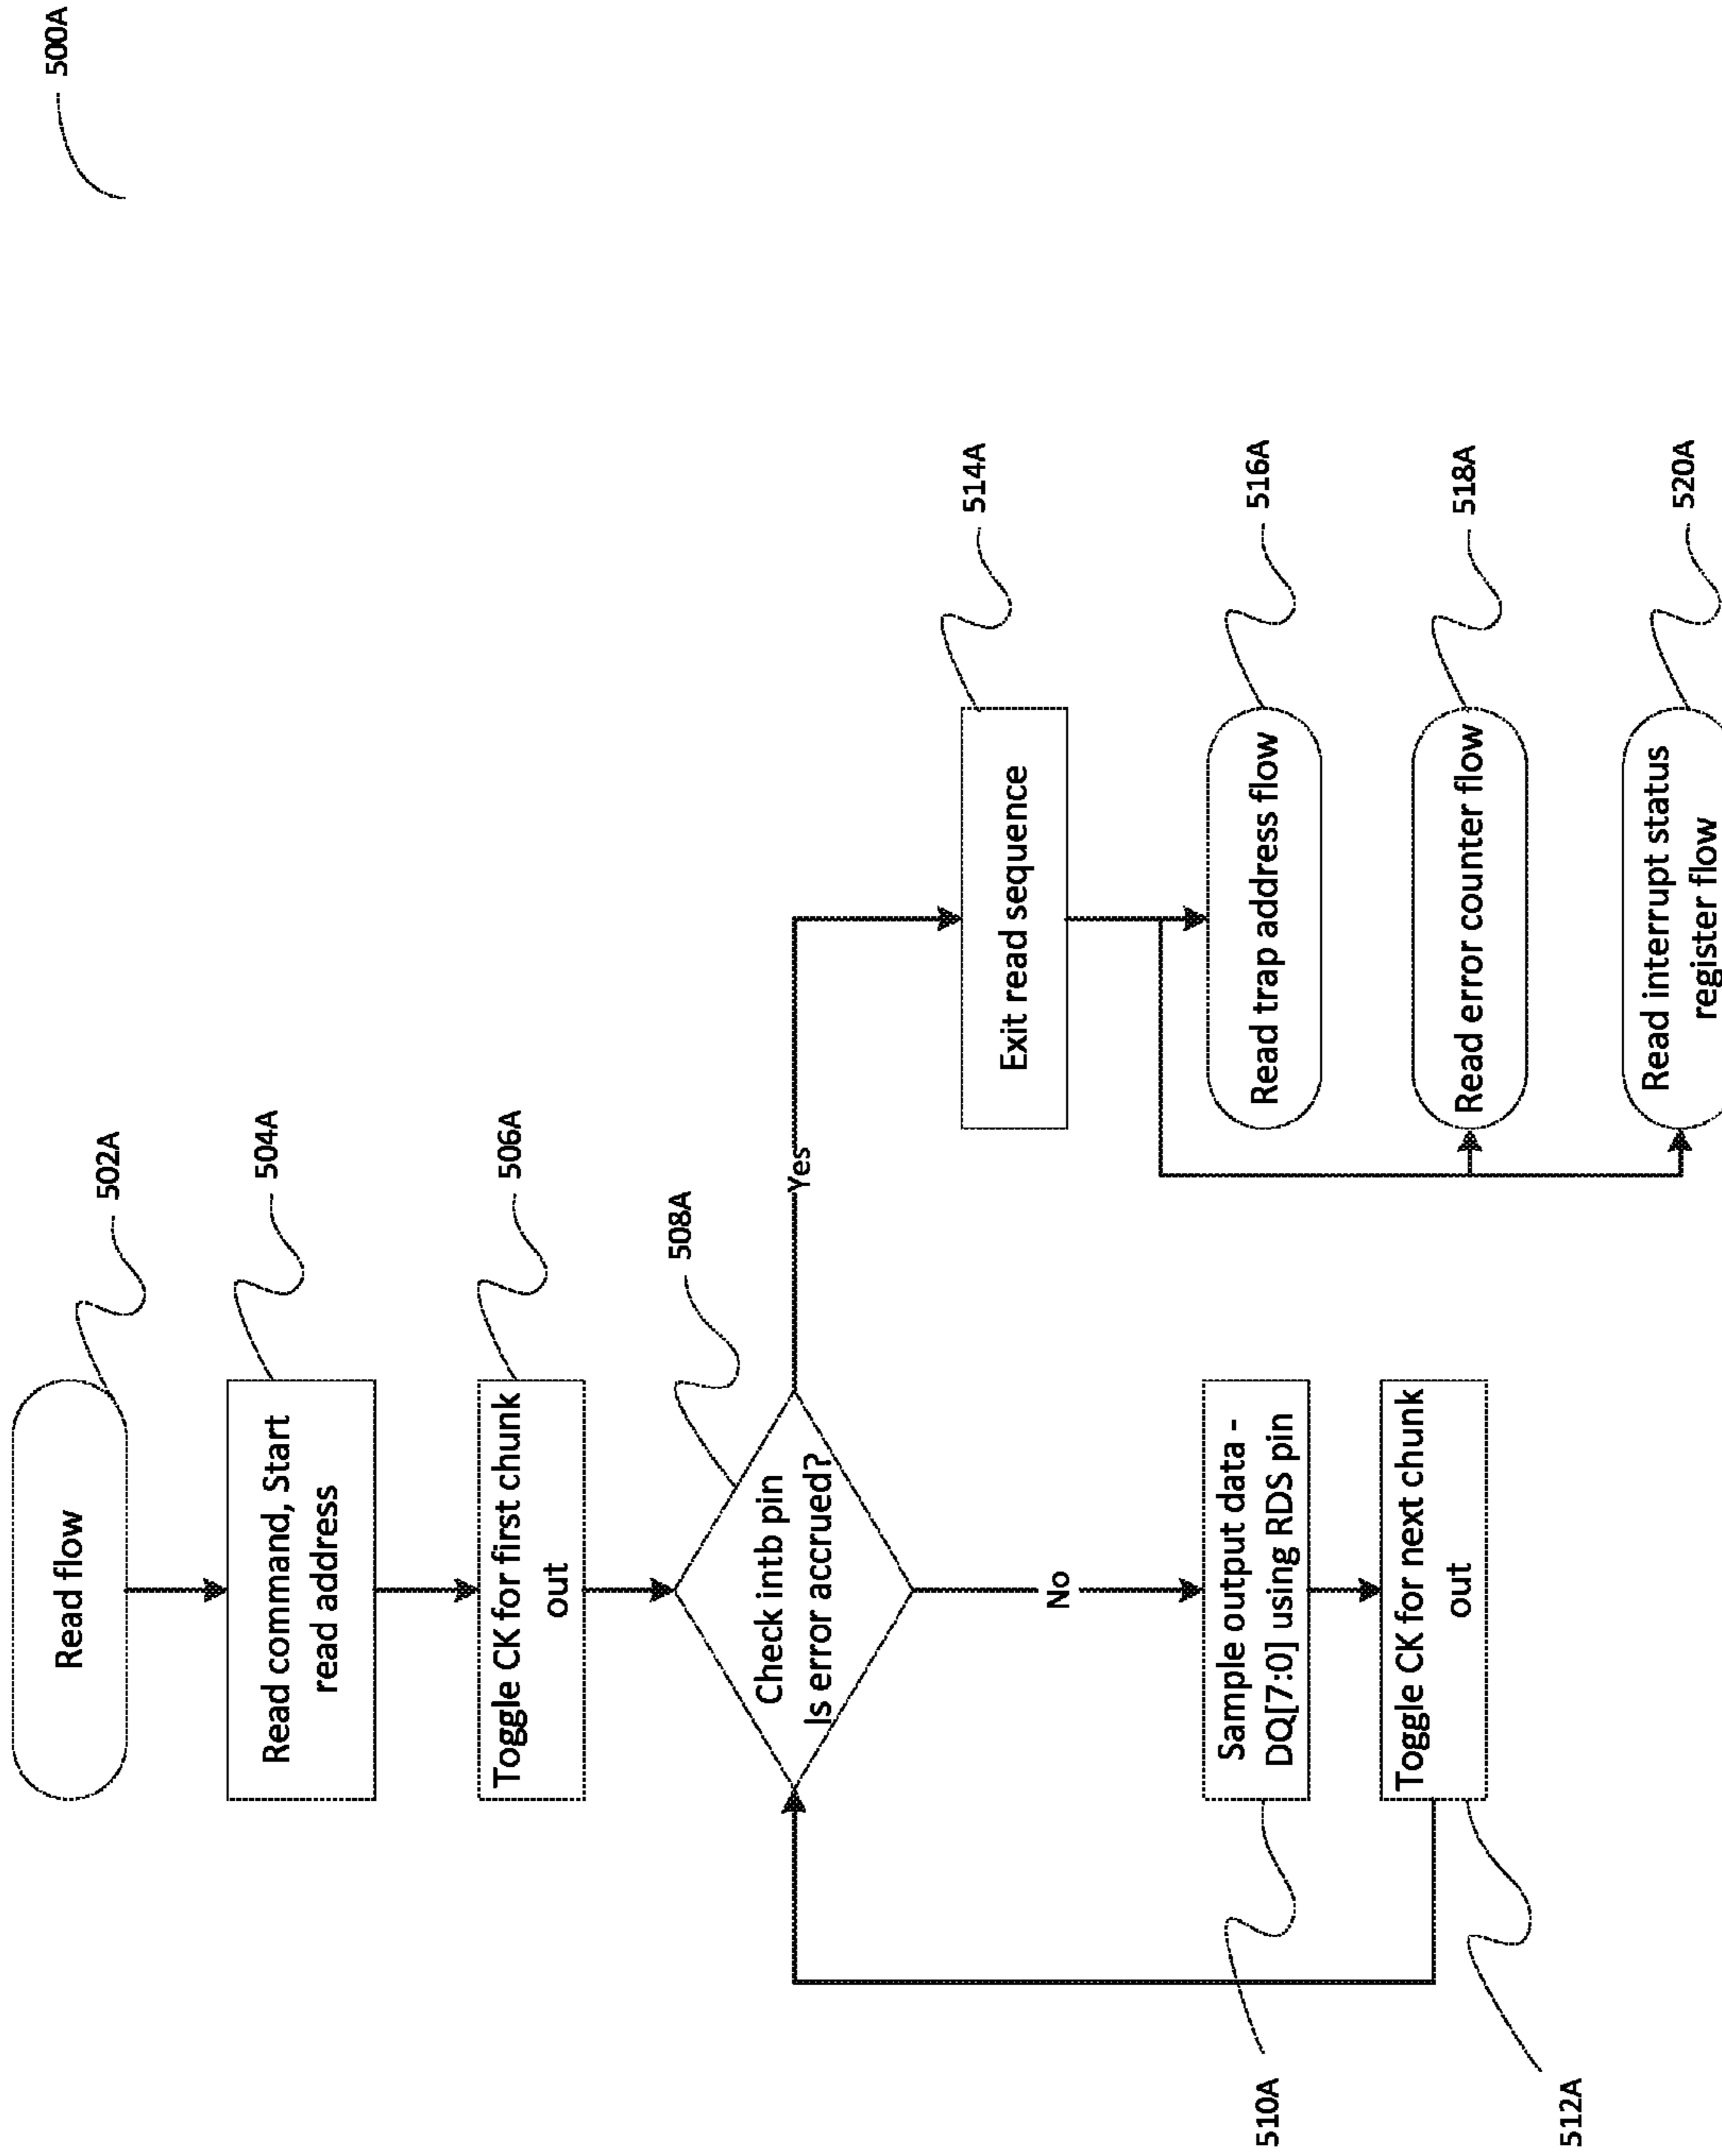 500A
Read flow
502A
Read command, Start
read address
504A
Toggle CK for first chunk
out
506A
Check intb pin
Is error accrued?
508A
Yes
No
Sample output data -
DQ[7:0] using RDS pin
510A
Toggle CK for next chunk
out
512A
Exit read sequence
514A
Read trap address flow
516A
Read error counter flow
518A
Read interrupt status
register flow
520A